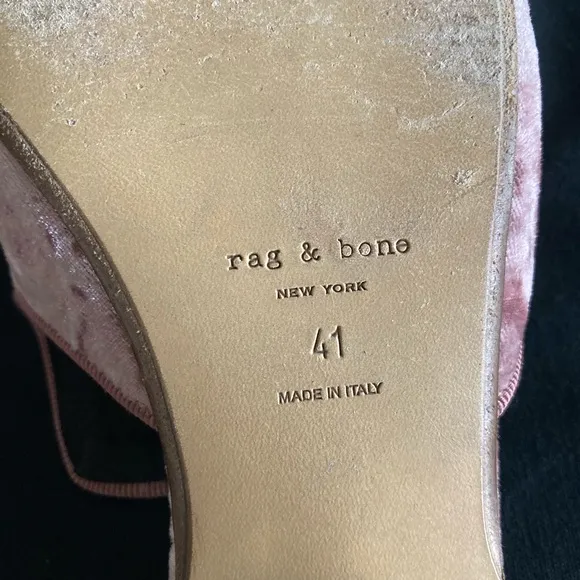 rag & bone
NEW YORK
41
MADE IN ITALY